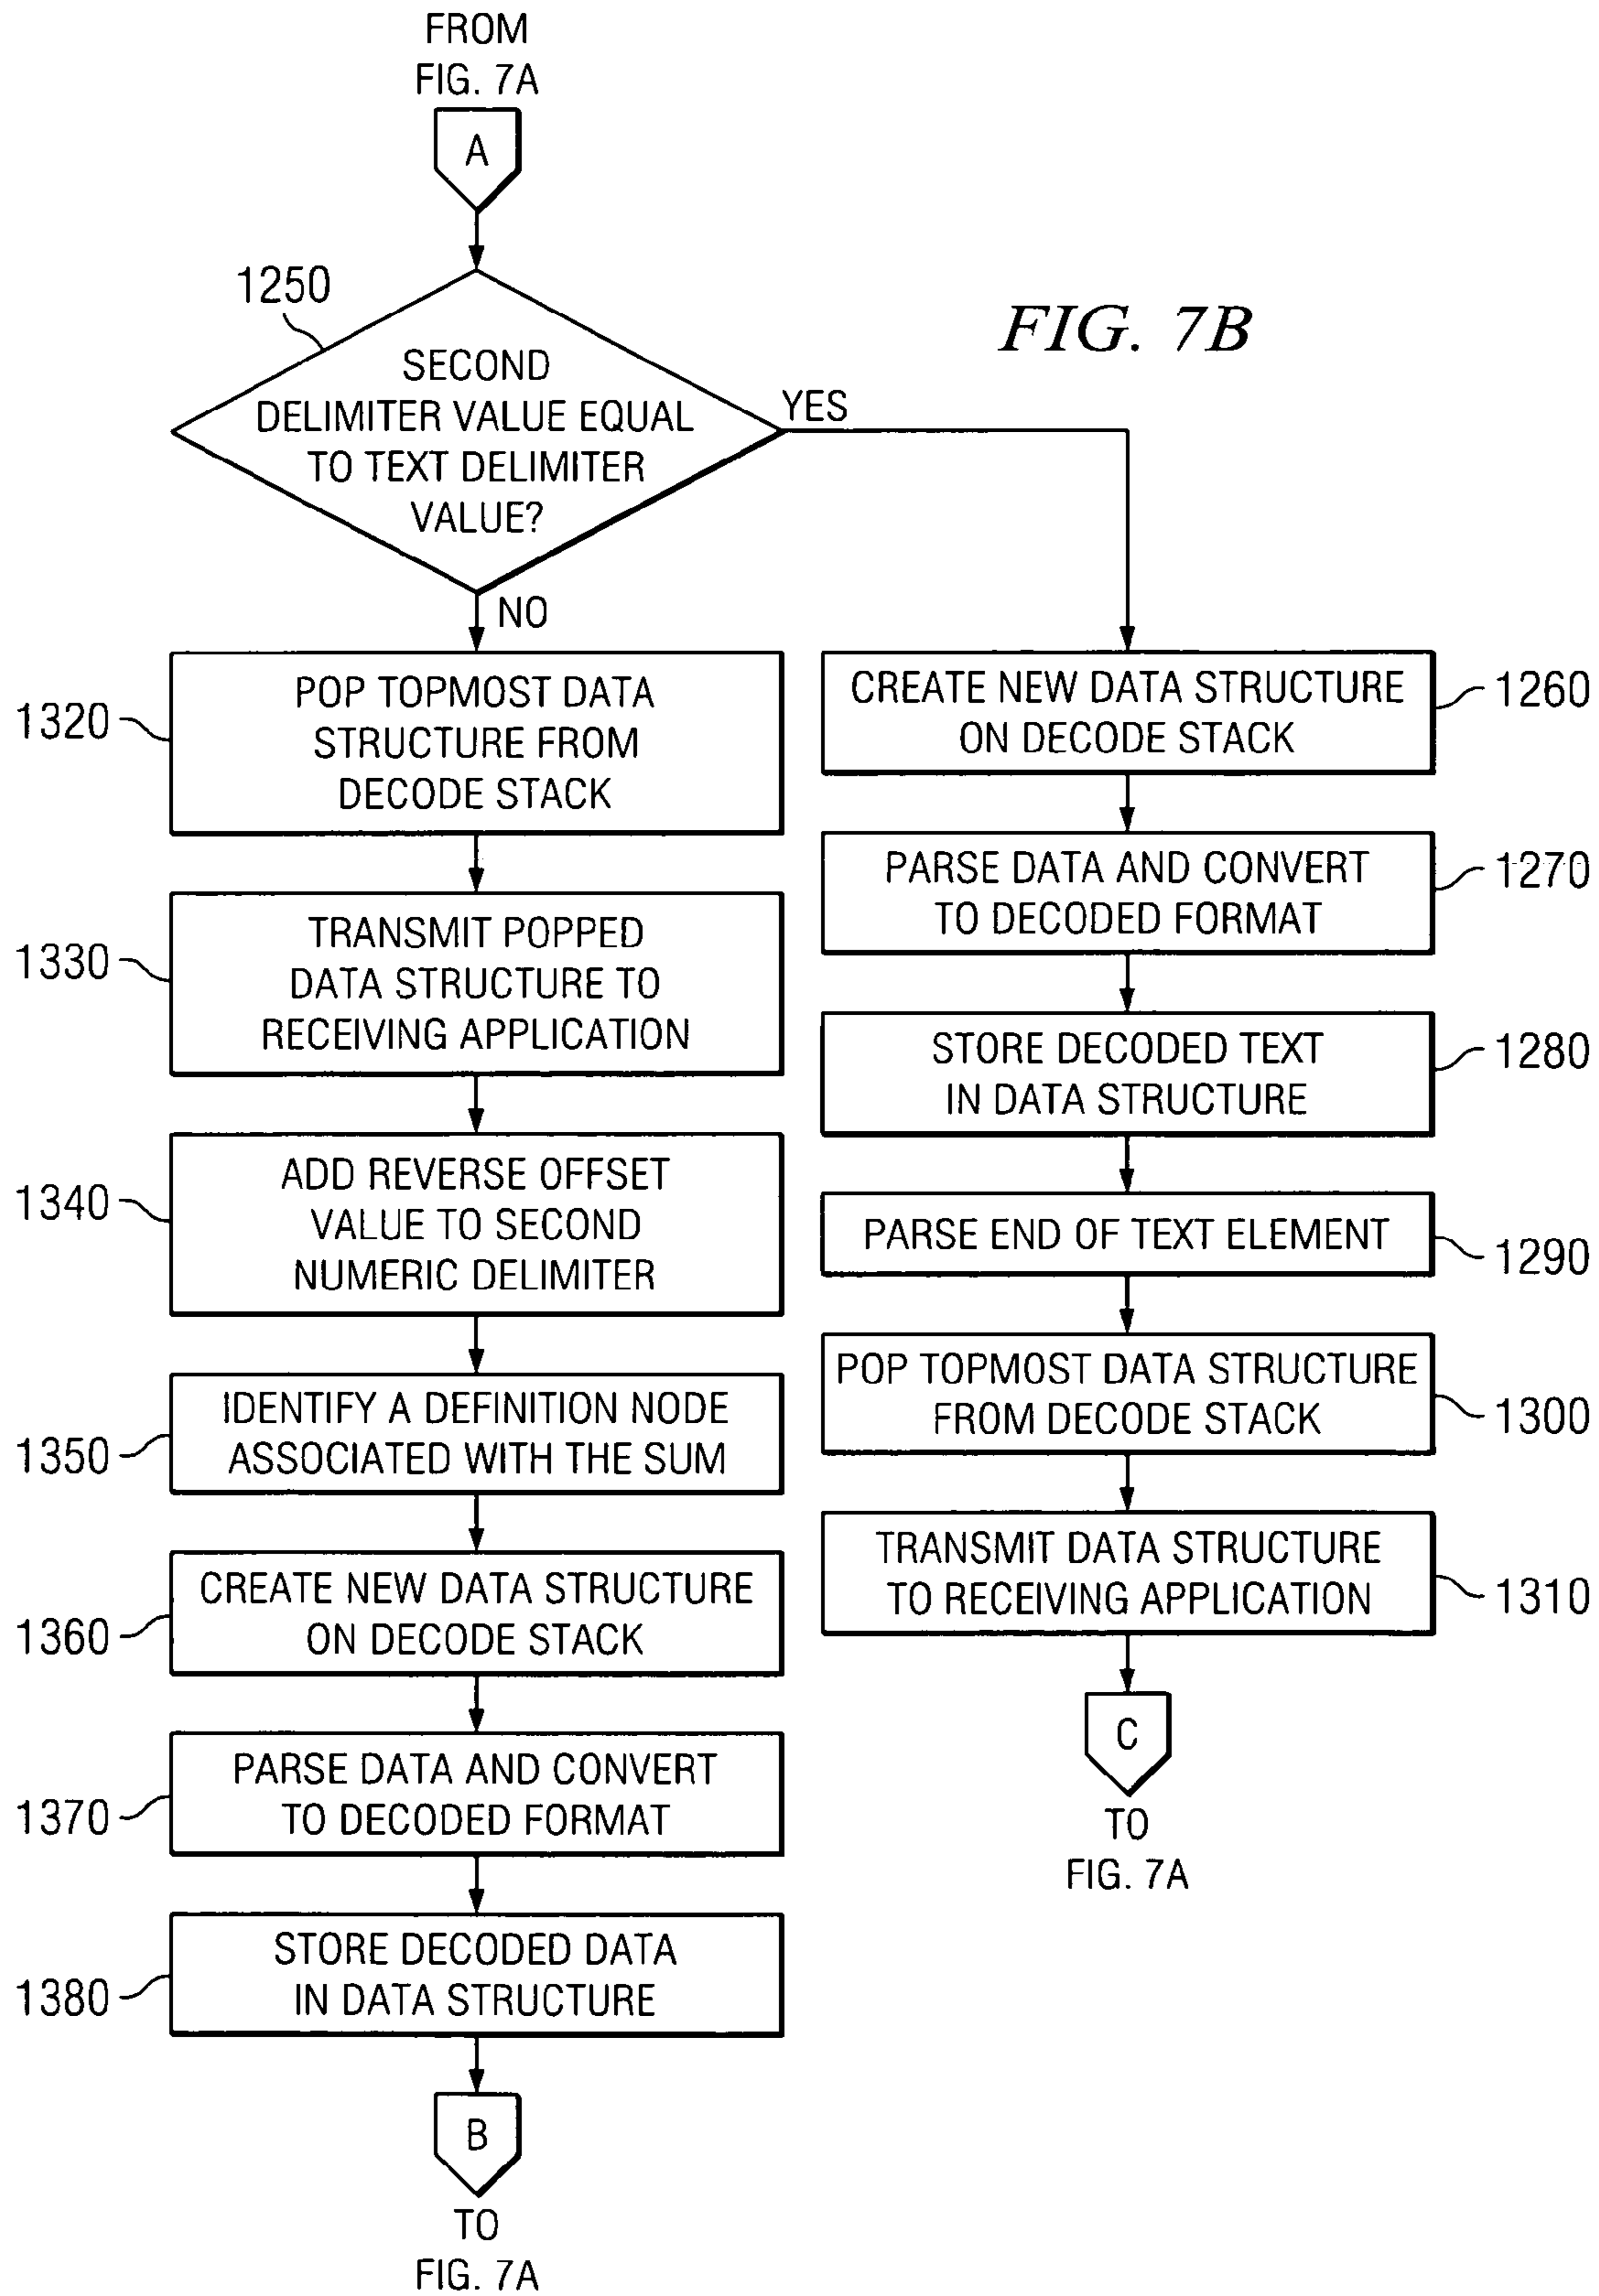 FROM
FIG. 7A
A
1250
FIG. 7B
SECOND
DELIMITER VALUE EQUAL
TO TEXT DELIMITER
VALUE?
YES
NO
1320
POP TOPMOST DATA
STRUCTURE FROM
DECODE STACK
1330
TRANSMIT POPPED
DATA STRUCTURE TO
RECEIVING APPLICATION
1340
ADD REVERSE OFFSET
VALUE TO SECOND
NUMERIC DELIMITER
1350
IDENTIFY A DEFINITION NODE
ASSOCIATED WITH THE SUM
1360
CREATE NEW DATA STRUCTURE
ON DECODE STACK
1370
PARSE DATA AND CONVERT
TO DECODED FORMAT
1380
STORE DECODED DATA
IN DATA STRUCTURE
B
TO
FIG. 7A
CREATE NEW DATA STRUCTURE
ON DECODE STACK
1260
PARSE DATA AND CONVERT
TO DECODED FORMAT
1270
STORE DECODED TEXT
IN DATA STRUCTURE
1280
PARSE END OF TEXT ELEMENT
1290
POP TOPMOST DATA STRUCTURE
FROM DECODE STACK
1300
TRANSMIT DATA STRUCTURE
TO RECEIVING APPLICATION
1310
C
TO
FIG. 7A